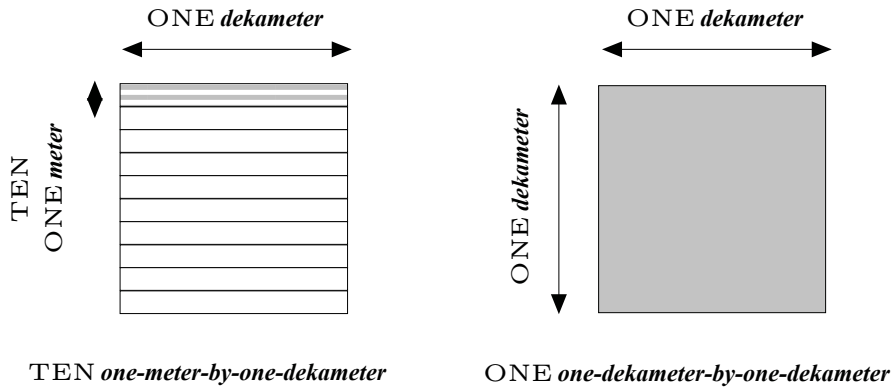 ONE dekameter
TEN
ONE meter
TEN one-meter-by-one-dekameter
ONE dekameter
ONE dekameter
ONE one-dekameter-by-one-dekameter